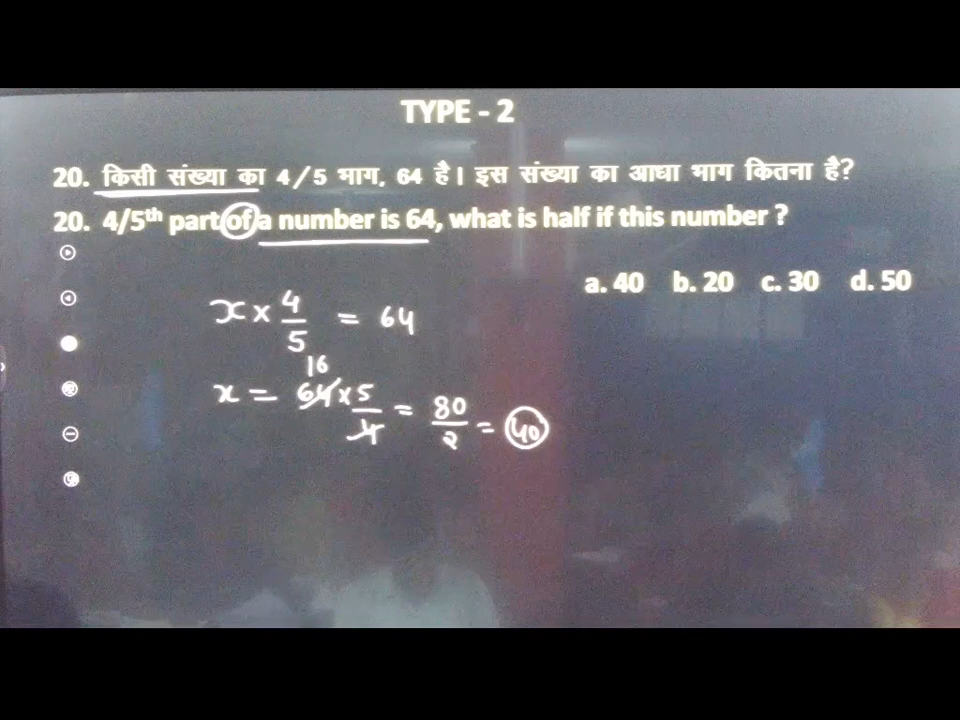 TYPE - 2
20. किसी संख्या का 4/5 भाग, 64 है। इस संख्या का आधा भाग कितना है?
20. 4/5th part of a number is 64, what is half if this number ?
a. 40 b. 20 c. 30 d. 50
x × 4/5 = 64
16
x = 64 × 5/4 = 80/2 = 40